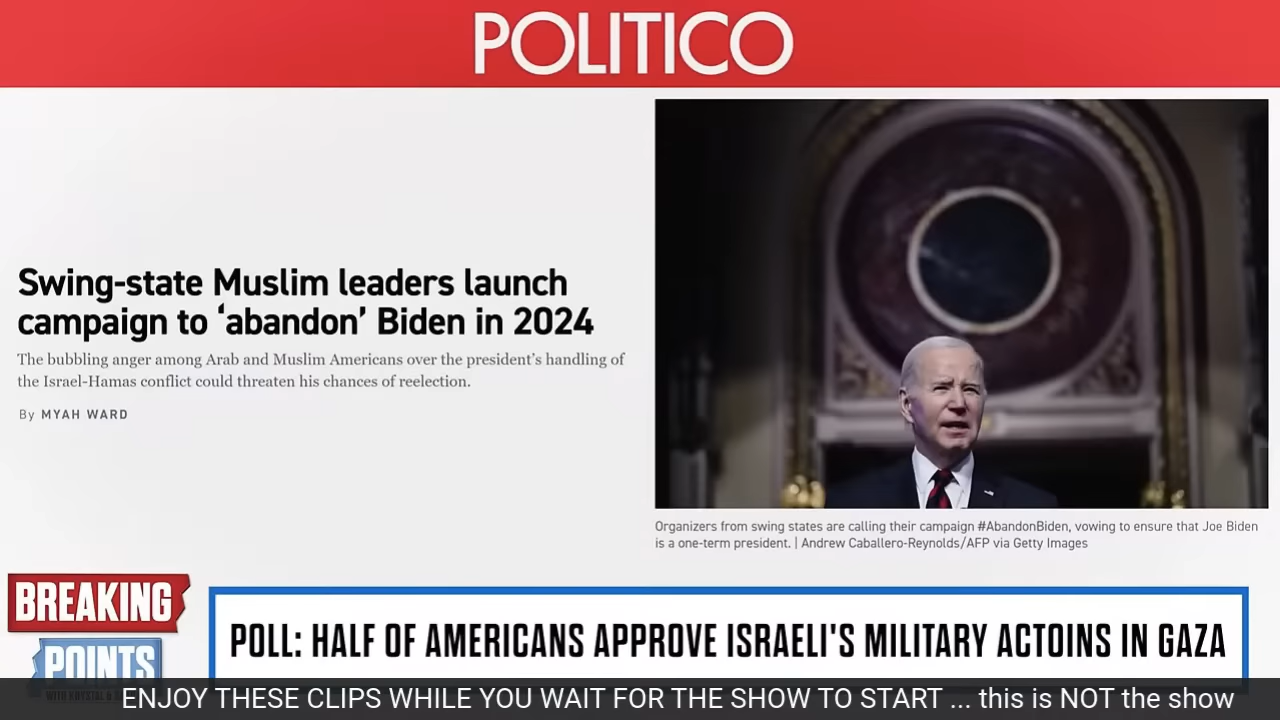 POLITICO
Swing-state Muslim leaders launch
campaign to ‘abandon’ Biden in 2024
The bubbling anger among Arab and Muslim Americans over the president’s handling of
the Israel-Hamas conflict could threaten his chances of reelection.
By MYAH WARD
Organizers from swing states are calling their campaign #AbandonBiden, vowing to ensure that Joe Biden
is a one-term president. | Andrew Caballero-Reynolds/AFP via Getty Images
BREAKING
POINTS
POLL: HALF OF AMERICANS APPROVE ISRAELI'S MILITARY ACTOINS IN GAZA
ENJOY THESE CLIPS WHILE YOU WAIT FOR THE SHOW TO START ... this is NOT the show